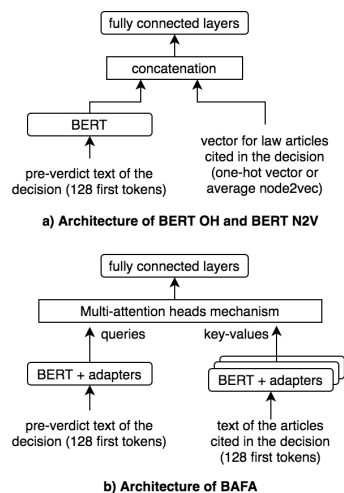 fully connected layers
concatenation
BERT
pre-verdict text of the
decision (128 first tokens)
vector for law articles
cited in the decision
(one-hot vector or
average node2vec)
a) Architecture of BERT OH and BERT N2V
fully connected layers
Multi-attention heads mechanism
queries
key-values
BERT + adapters
BERT + adapters
pre-verdict text of the
decision (128 first tokens)
text of the articles
cited in the decision
(128 first tokens)
b) Architecture of BAFA